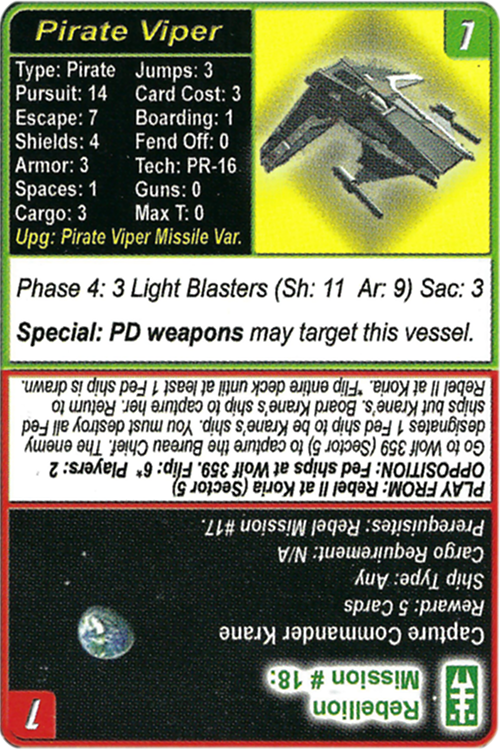 Pirate Viper
1
Type: Pirate Jumps: 3
Pursuit: 14 Card Cost: 3
Escape: 7 Boarding: 1
Shields: 4 Fend Off: 0
Armor: 3 Tech: PR-16
Spaces: 1 Guns: 0
Cargo: 3 Max T: 0
Upg: Pirate Viper Missile Var.
Phase 4: 3 Light Blasters (Sh: 11 Ar: 9) Sac: 3
Special: PD weapons may target this vessel.
1
Rebellion
Mission # 18:
Capture Commander Krane
Reward: 5 Cards
Ship Type: Any
Cargo Requirement: N/A
Prerequisites: Rebel Mission #17.
PLAY FROM: Rebel II at Koria (Sector 5)
OPPOSITION: Fed ships at Wolf 359. Flip: 6* Players: 2
Go to Wolf 359 (Sector 5) to capture the Bureau Chief. The enemy
designates 1 Fed ship to be Krane's ship. You must destroy all Fed
ships but Krane's. Board Krane's ship to capture her. Return to
Rebel II at Koria. *Flip entire deck until at least 1 Fed ship is drawn.